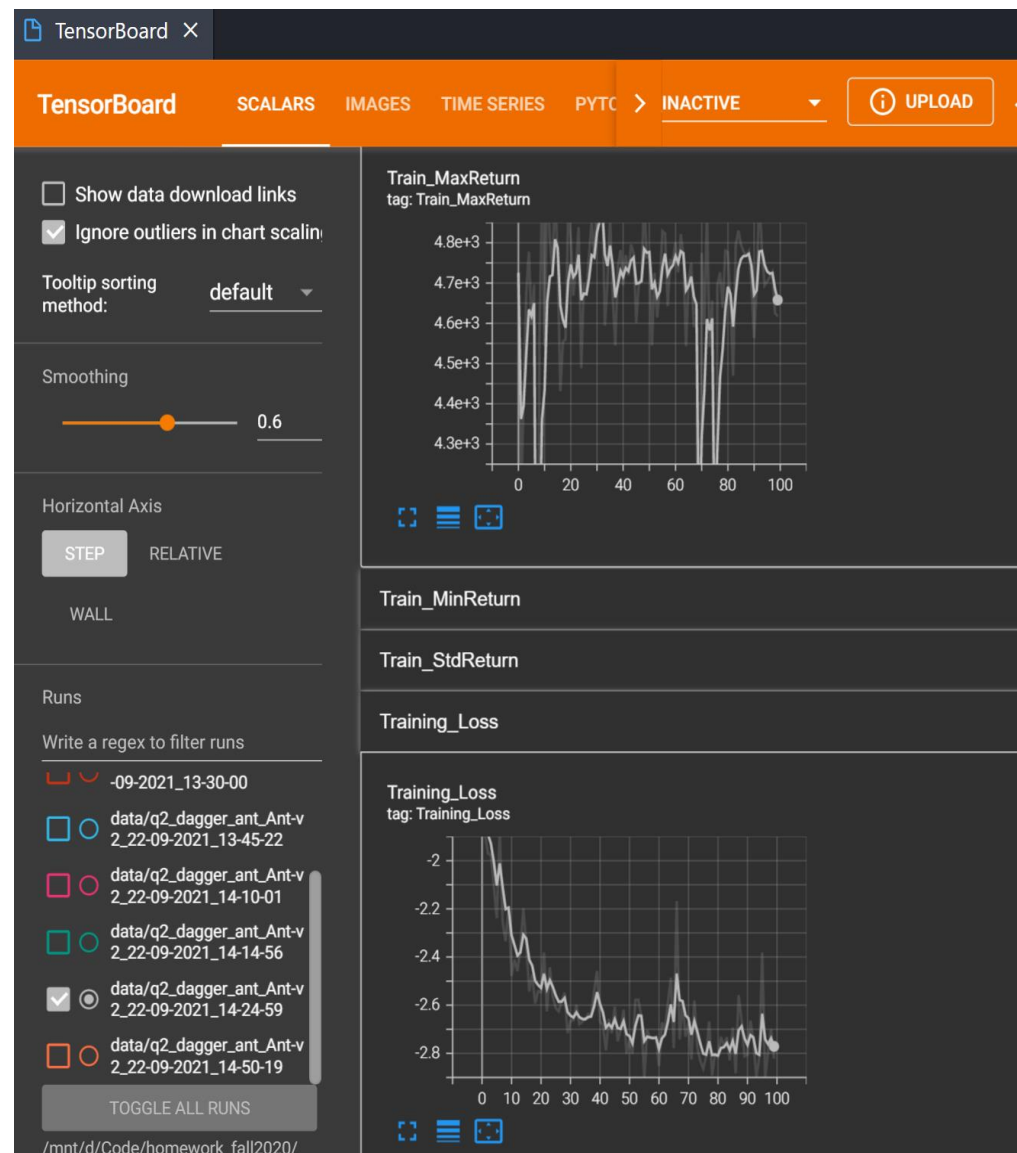 TensorBoard
TensorBoard SCALARS IMAGES TIME SERIES PYTO INACTIVE UPLOAD
Show data download links
Ignore outliers in chart scaling
Tooltip sorting
method:
default
Smoothing
0.6
Horizontal Axis
STEP RELATIVE
WALL
Runs
Write a regex to filter runs
-09-2021_13-30-00
data/q2_dagger_ant_Ant-v
2_22-09-2021_13-45-22
data/q2_dagger_ant_Ant-v
2_22-09-2021_14-10-01
data/q2_dagger_ant_Ant-v
2_22-09-2021_14-14-56
data/q2_dagger_ant_Ant-v
2_22-09-2021_14-24-59
data/q2_dagger_ant_Ant-v
2_22-09-2021_14-50-19
TOGGLE ALL RUNS
/mnt/d/Code/homework_fall2020/
Train_MaxReturn
tag: Train_MaxReturn
4.8e+3
4.7e+3
4.6e+3
4.5e+3
4.4e+3
4.3e+3
0 20 40 60 80 100
Train_MinReturn
Train_StdReturn
Training_Loss
Training_Loss
tag: Training_Loss
-2
-2.2
-2.4
-2.6
-2.8
0 10 20 30 40 50 60 70 80 90 100